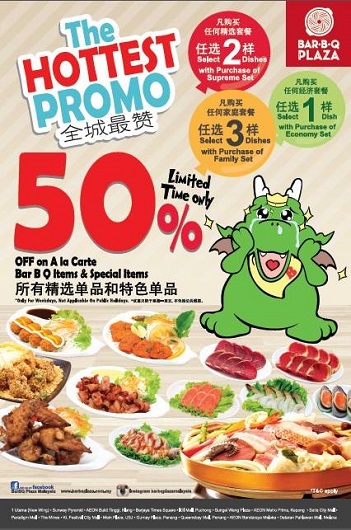 The
HOTTEST
PROMO
全城最赞
凡购买
任何精选套餐
任选2样
Select Dishes
with Purchase of
Supreme Set
BAR·B·Q
PLAZA
凡购买
任何经济套餐
任选1样
Select Dish
with Purchase of
Economy Set
凡购买
任何家庭套餐
任选3样
Select Dishes
with Purchase of
Family Set
50%
Limited
Time only
OFF on A la Carte
Bar B Q Items & Special Items
所有精选单品和特色单品
*Only For Weekdays, Not Applicable On Public Holidays.
facebook
BarBQ Plaza Malaysia
Instagram barbqplazamalaysia
*T&C apply